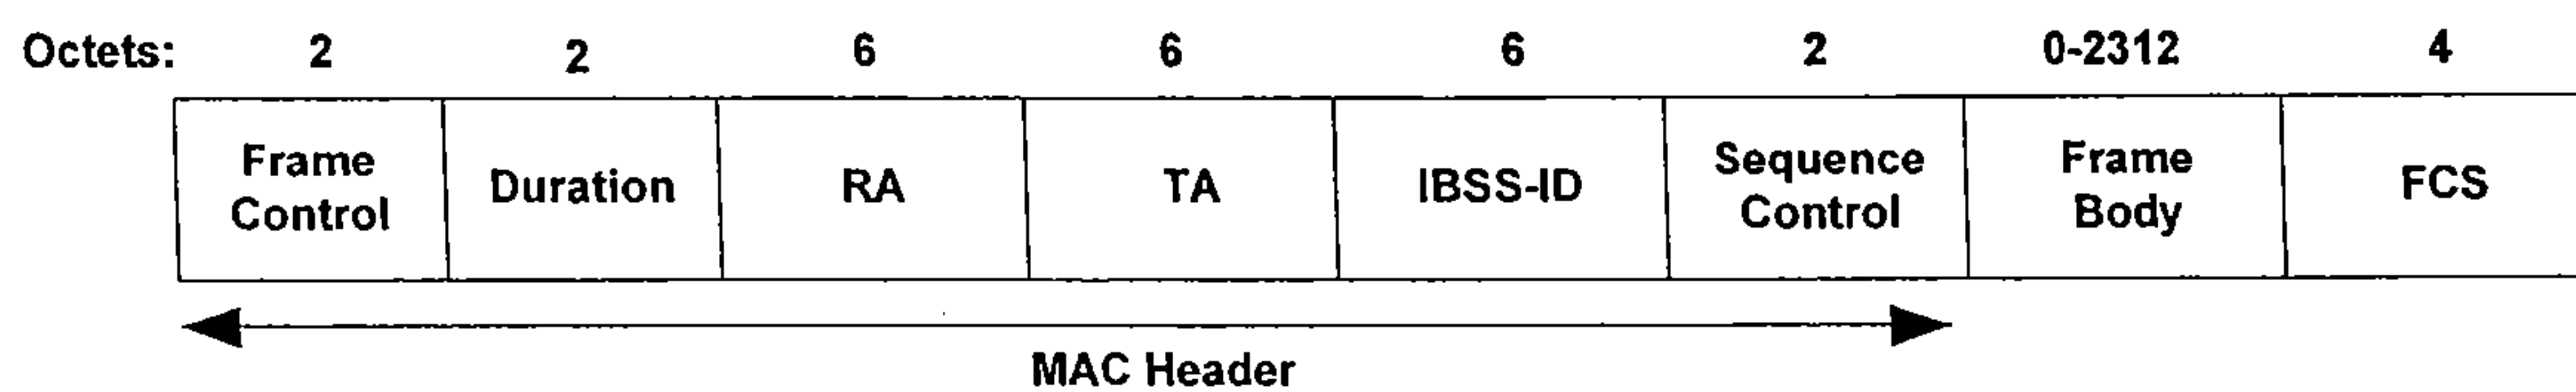 Octets: 2 2 6 6 6 2 0-2312 4
Frame Control
Duration
RA
TA
IBSS-ID
Sequence Control
Frame Body
FCS
MAC Header